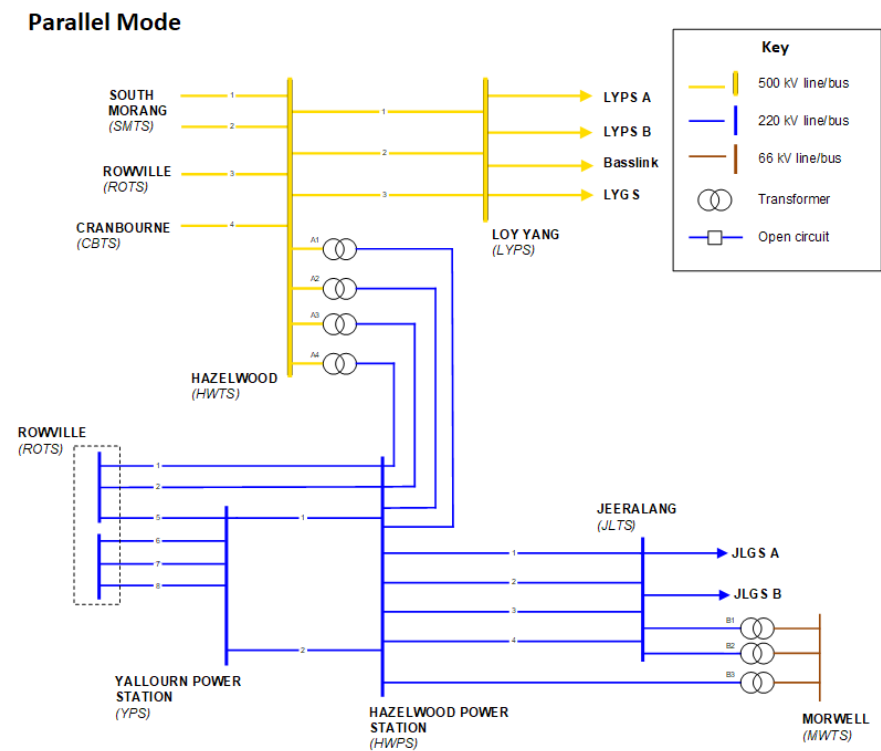 Parallel Mode
Key
500 kV line/bus
220 kV line/bus
66 kV line/bus
Transformer
Open circuit
SOUTH
MORANG
(SMTS)
1
2
ROWVILLE
(ROTS)
3
CRANBOURNE
(CBTS)
4
1
2
3
LYPS A
LYPS B
Basslink
LYGS
LOY YANG
(LYPS)
A1
A2
A3
A4
HAZELWOOD
(HWTS)
ROWVILLE
(ROTS)
1
2
5
6
7
8
1
2
YALLOURN POWER
STATION
(YPS)
HAZELWOOD POWER
STATION
(HWPS)
JEERALANG
(JLTS)
1
2
3
4
JLGS A
JLGS B
B1
B2
B3
MORWELL
(MWTS)